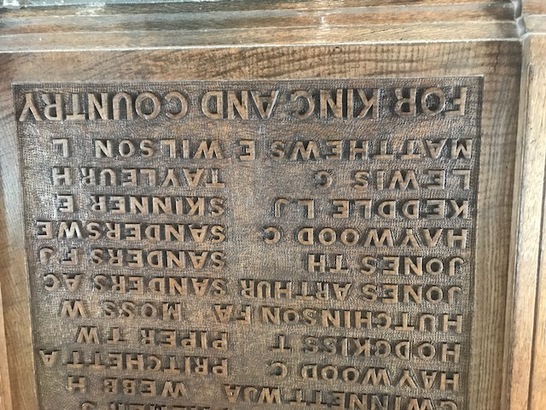 GWINNETT WJA WEBB H
HAYWOOD C PRITCHETT A
HODGKISS T PIPER TW
HUTCHINSON FA MOSS W
JONES ARTHUR SANDERS AC
JONES TH SANDERS FJ
HAYWOOD C SANDERS WE
KEDDLE LJ SKINNER E
LEWIS C TAYLEUR H
MATTHEWS E WILSON L
FOR KING AND COUNTRY